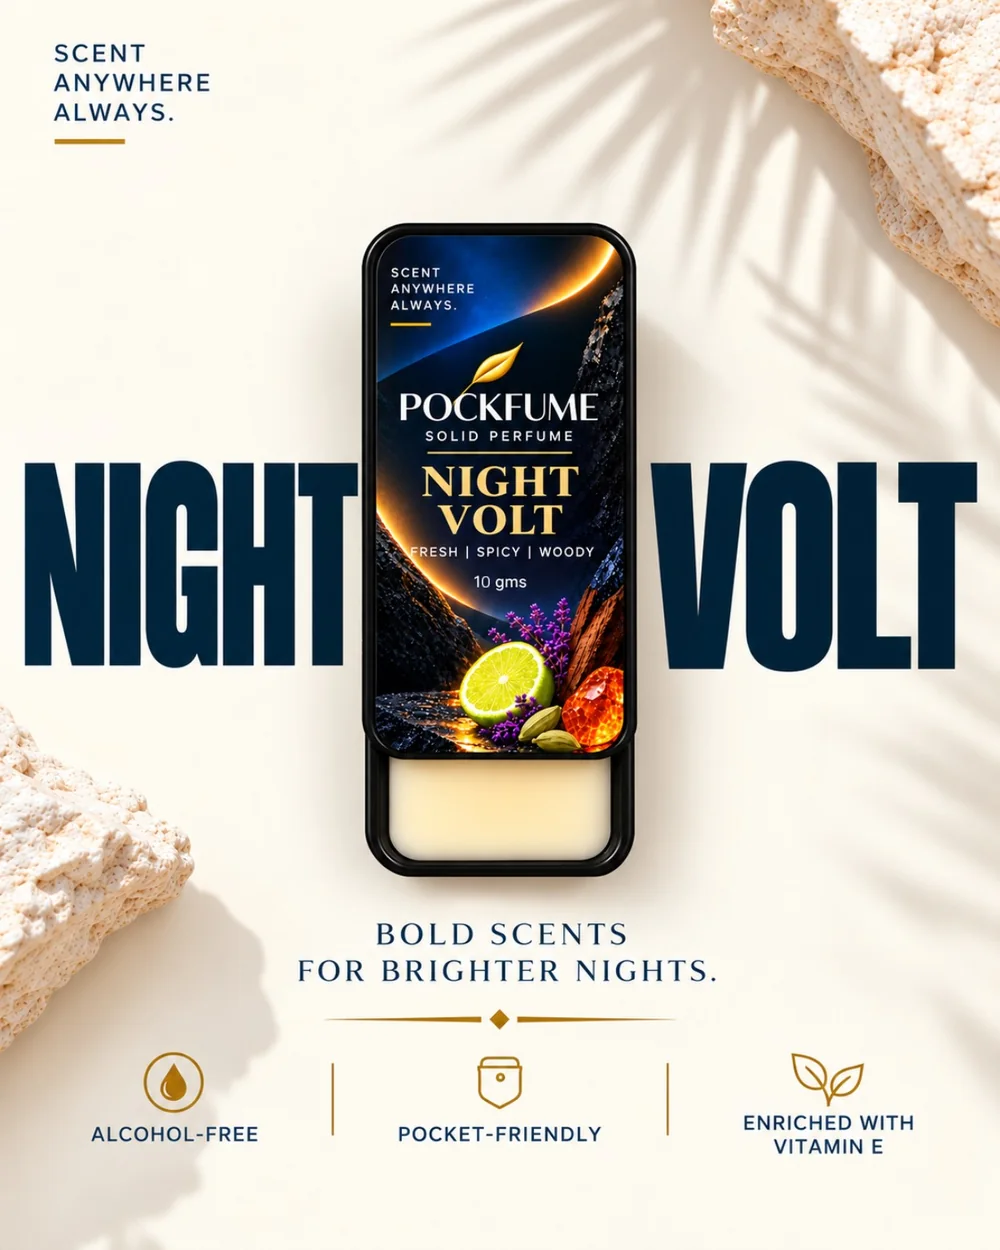 SCENT
ANYWHERE
ALWAYS.
SCENT
ANYWHERE
ALWAYS.
POCKFUME
SOLID PERFUME
NIGHT
VOLT
FRESH | SPICY | WOODY
10 gms
NIGHT VOLT
BOLD SCENTS
FOR BRIGHTER NIGHTS.
ALCOHOL-FREE
POCKET-FRIENDLY
ENRICHED WITH
VITAMIN E